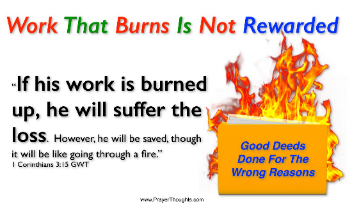 Work That Burns Is Not Rewarded
"If his work is burned
up, he will suffer the
loss. However, he will be saved, though
it will be like going through a fire."
1 Corinthians 3:15 GWT
Good Deeds
Done For The
Wrong Reasons
www.PrayerThoughts.com